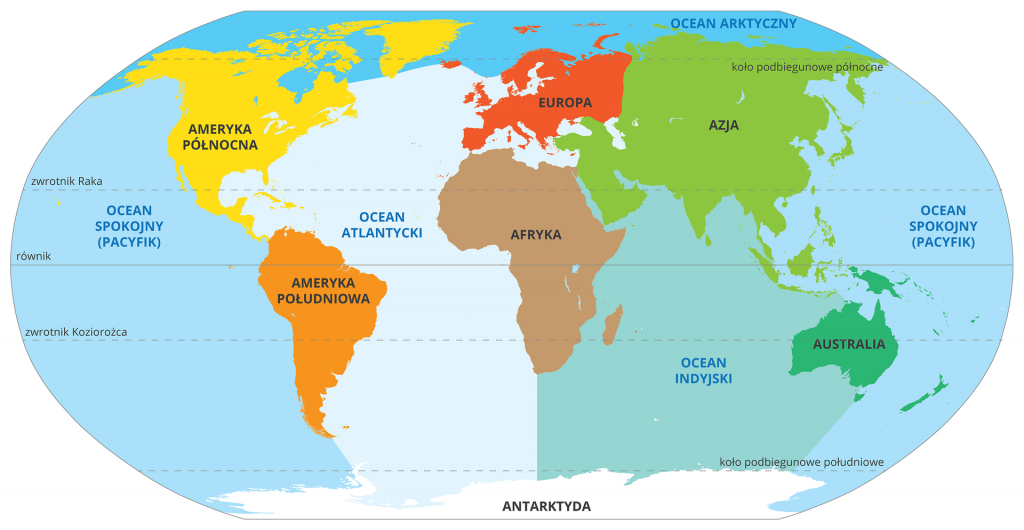 OCEAN ARKTYCZNY
koło podbiegunowe północne
EUROPA
AZJA
AMERYKA
PÓŁNOCNA
zwrotnik Raka
OCEAN
SPOKOJNY
(PACYFIK)
OCEAN
ATLANTYCKI
AFRYKA
OCEAN
SPOKOJNY
(PACYFIK)
równik
AMERYKA
POŁUDNIOWA
zwrotnik Koziorożca
AUSTRALIA
OCEAN
INDYJSKI
koło podbiegunowe południowe
ANTARKTYDA